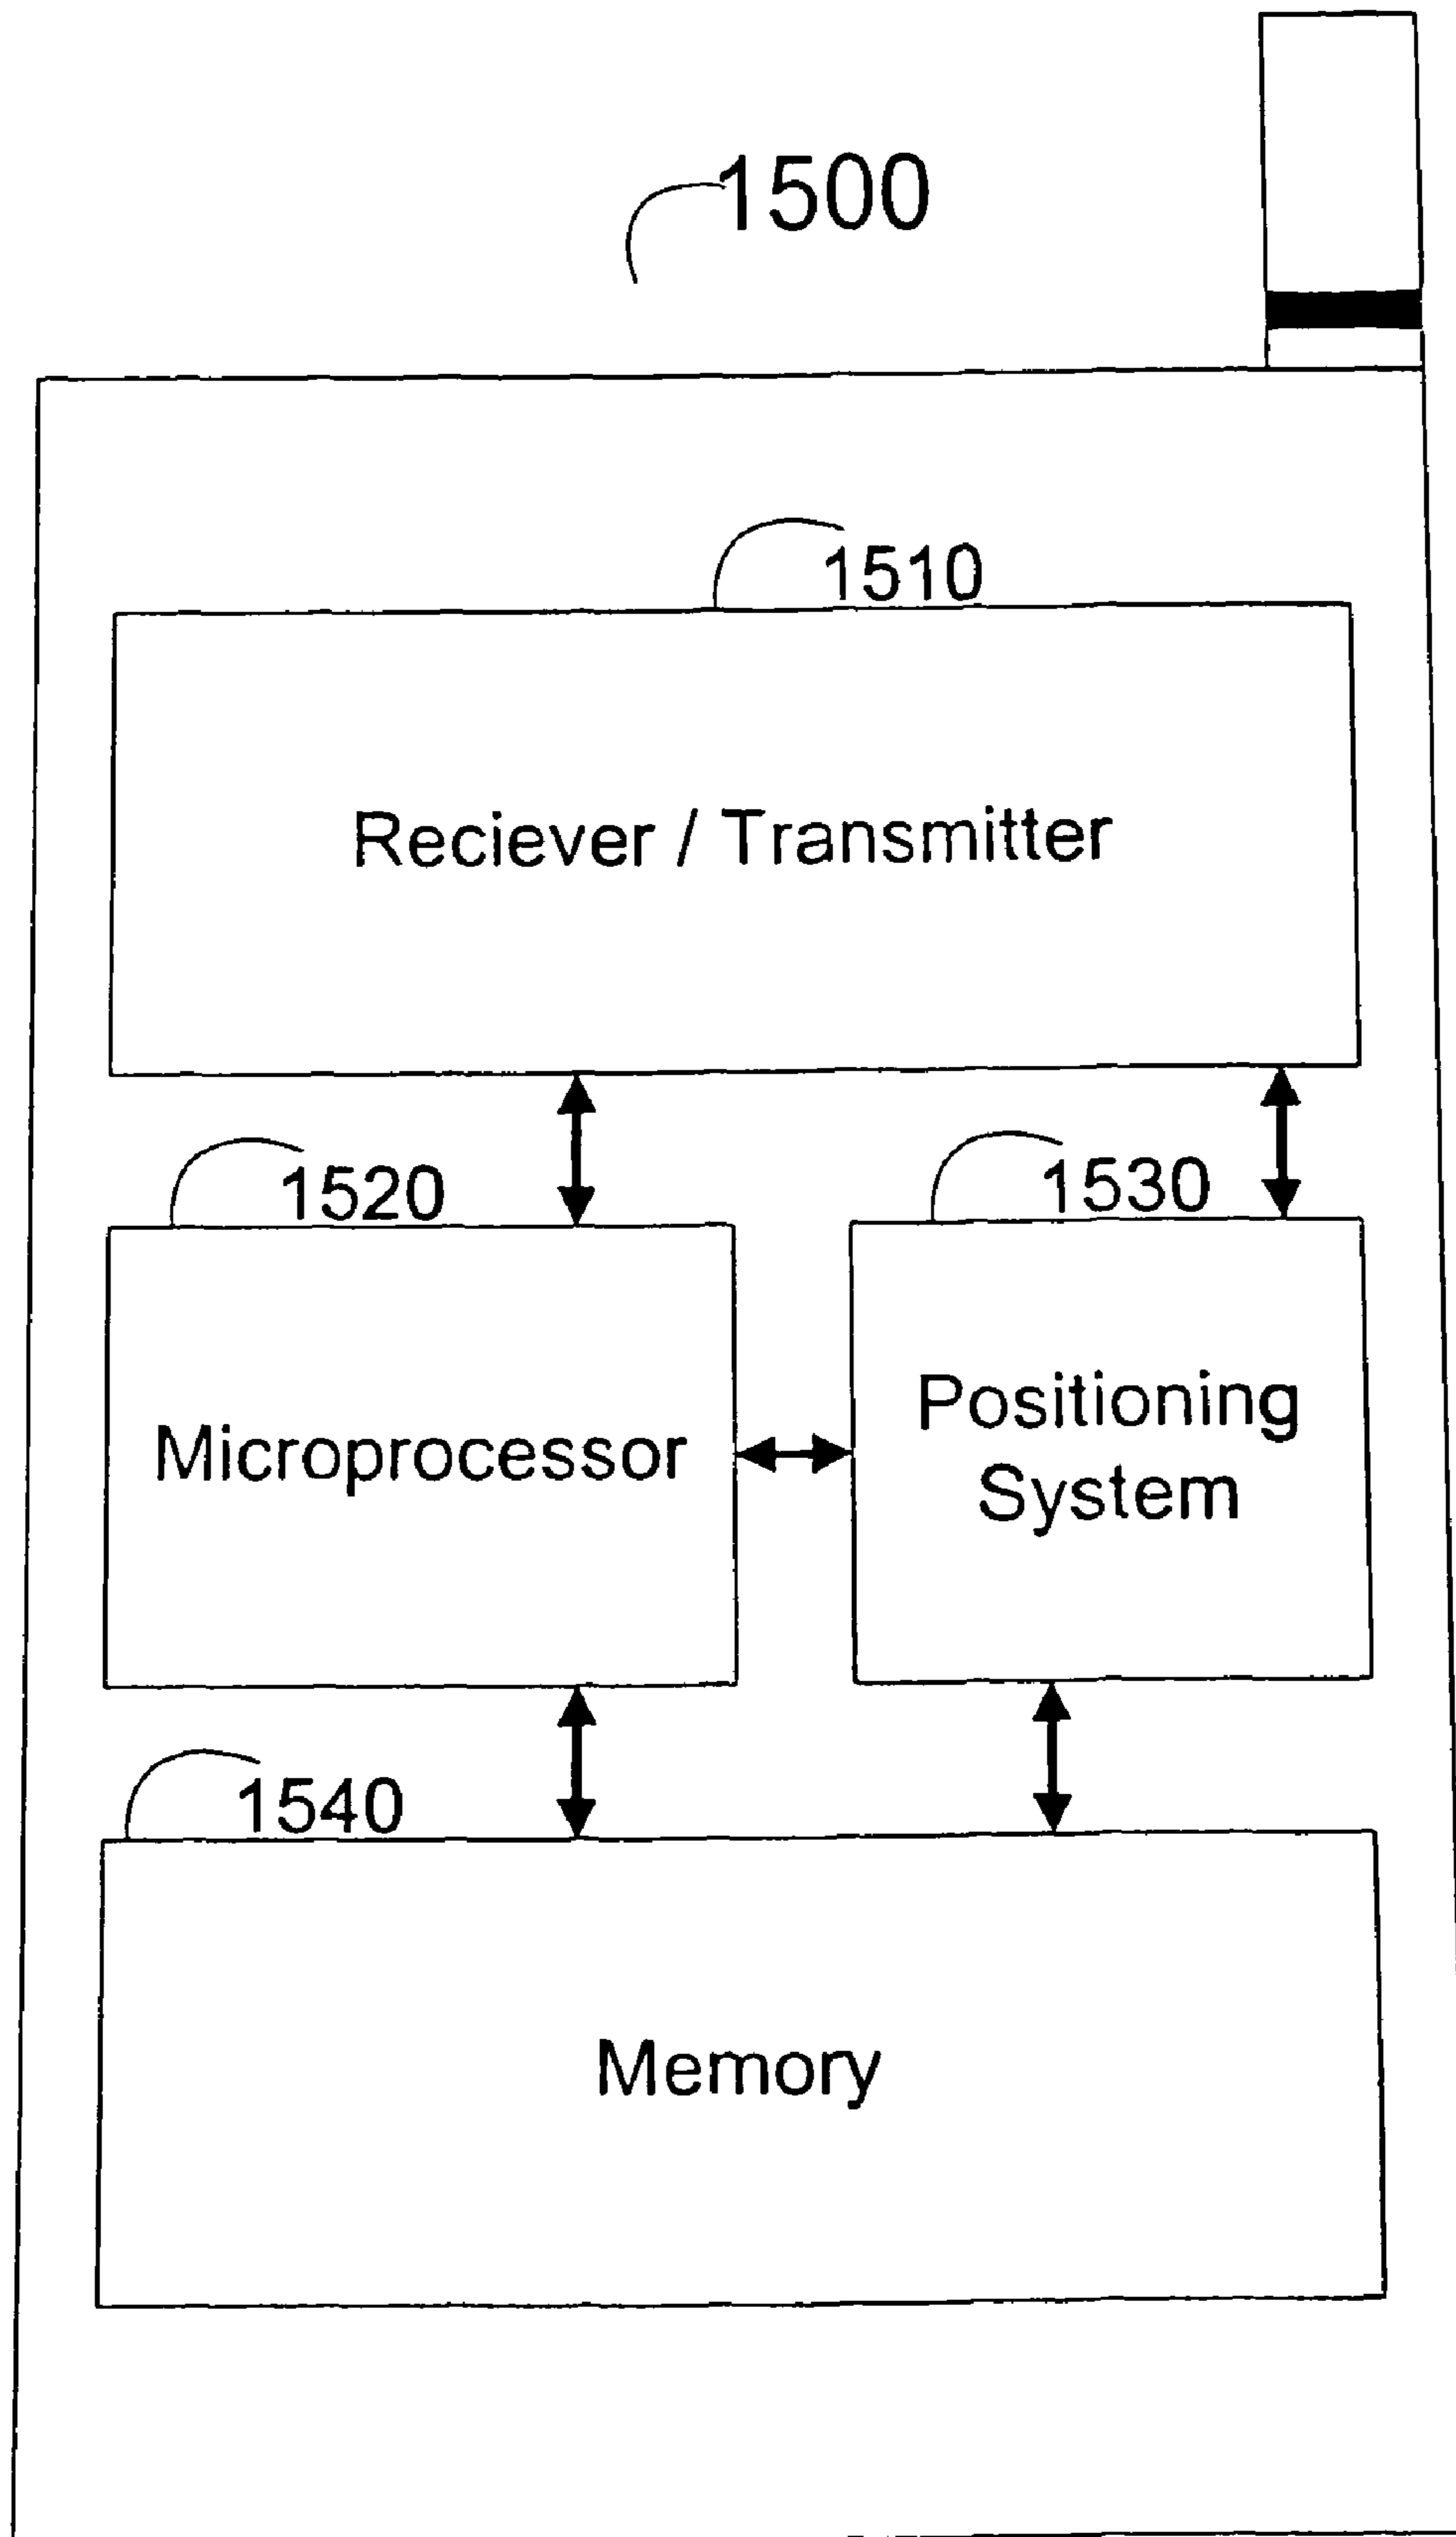 1500
1510
Reciever / Transmitter
1520
1530
Microprocessor
Positioning
System
1540
Memory